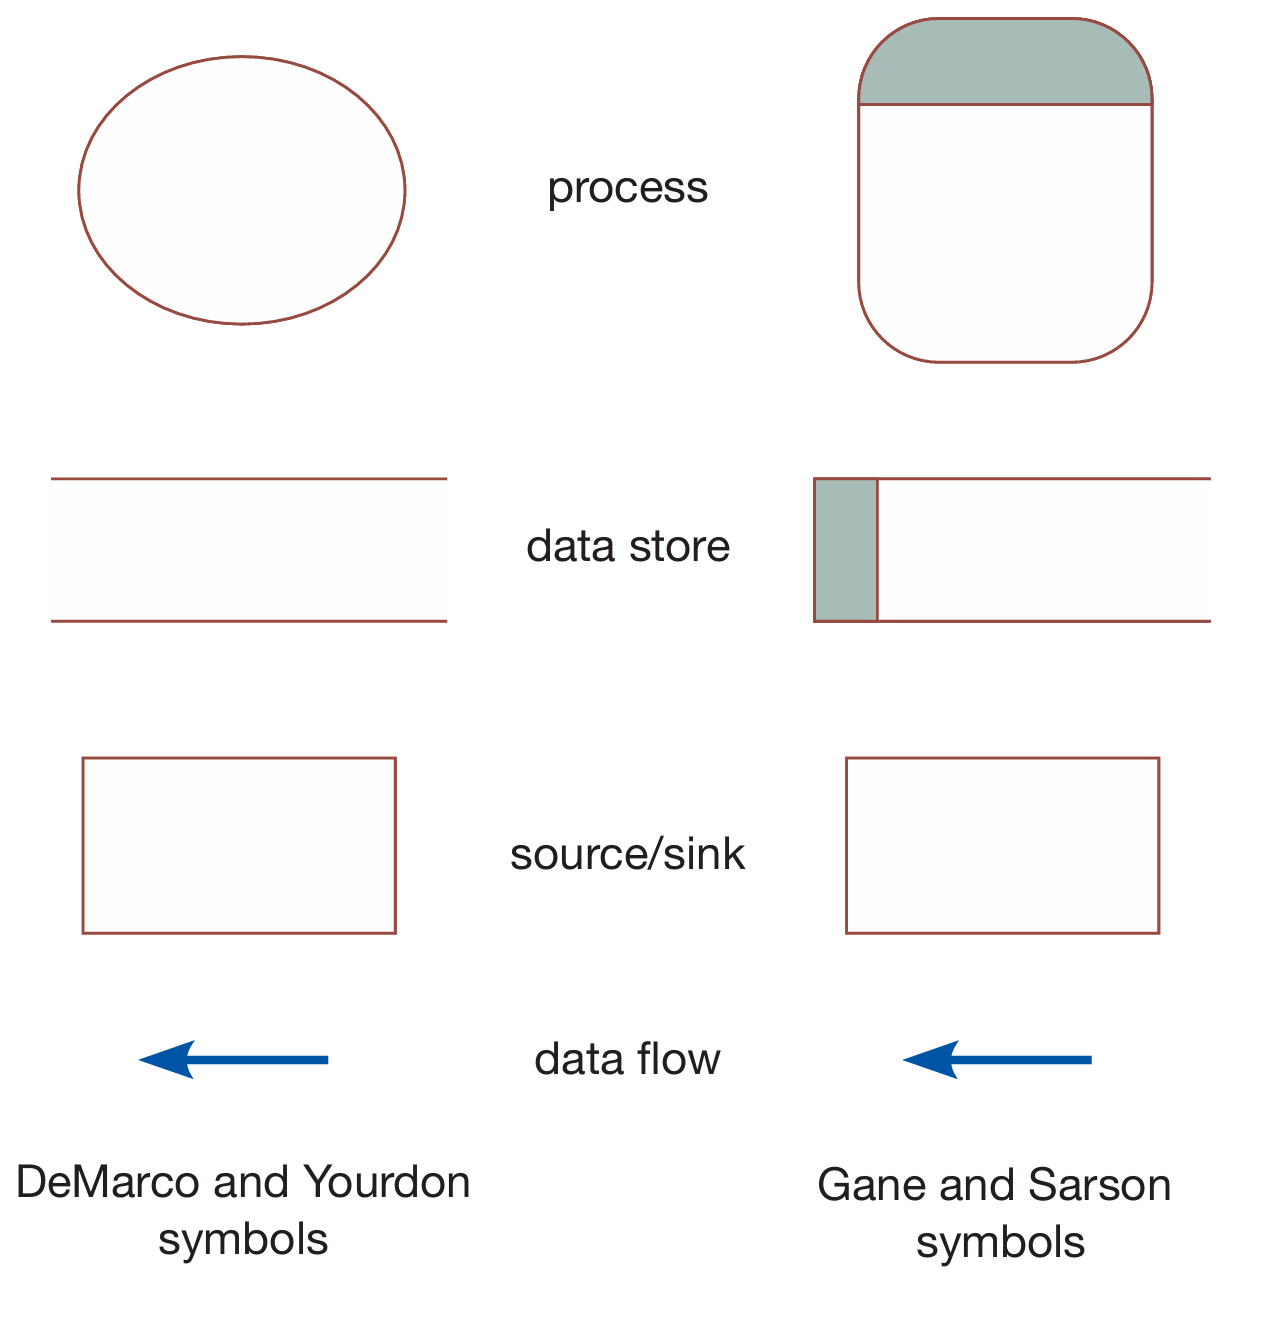 process
data store
source/sink
data flow
DeMarco and Yourdon
symbols
Gane and Sarson
symbols